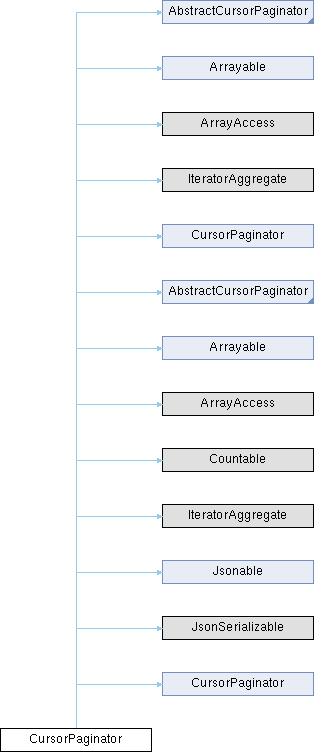 AbstractCursorPaginator
Arrayable
ArrayAccess
IteratorAggregate
CursorPaginator
AbstractCursorPaginator
Arrayable
ArrayAccess
Countable
IteratorAggregate
Jsonable
JsonSerializable
CursorPaginator
CursorPaginator